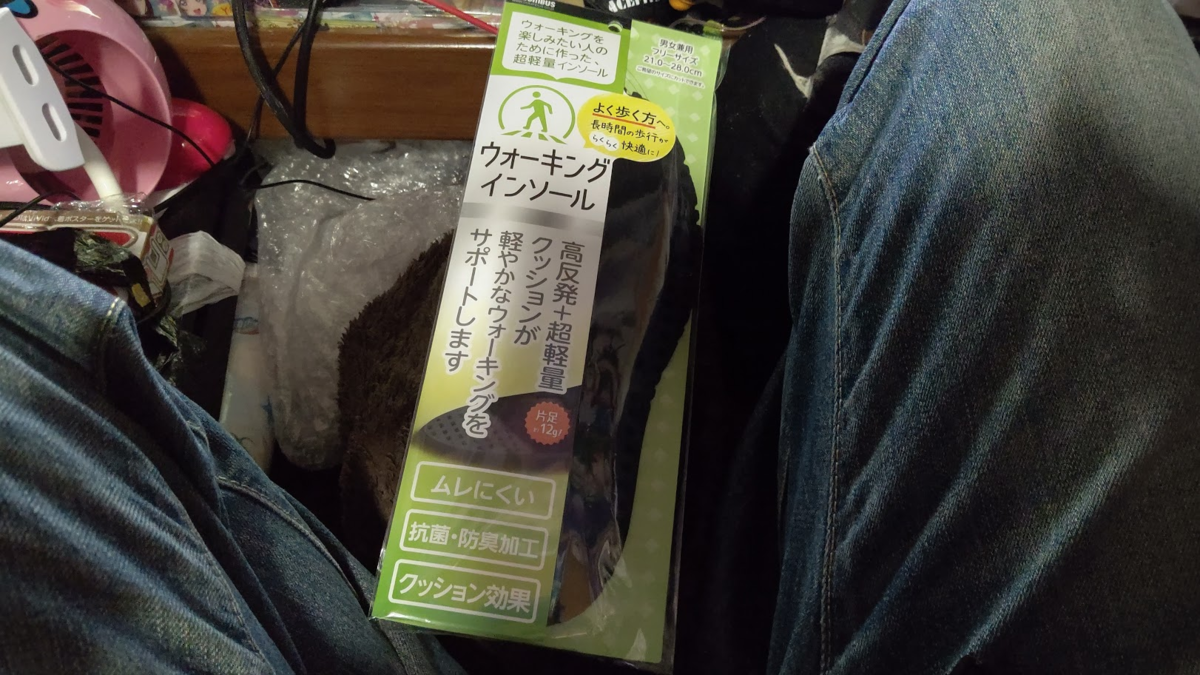 ウォーキングを
楽しみたい人の
ために作った、
超軽量インソール
男女兼用
フリーサイズ
21.0~28.0cm
よく歩く方へ。
長時間の歩行が
らくらく快適に!
ウォーキング
インソール
高反発+超軽量
クッションが
軽やかなウォーキングを
サポートします
片足
12g!
ムレにくい
抗菌・防臭加工
クッション効果